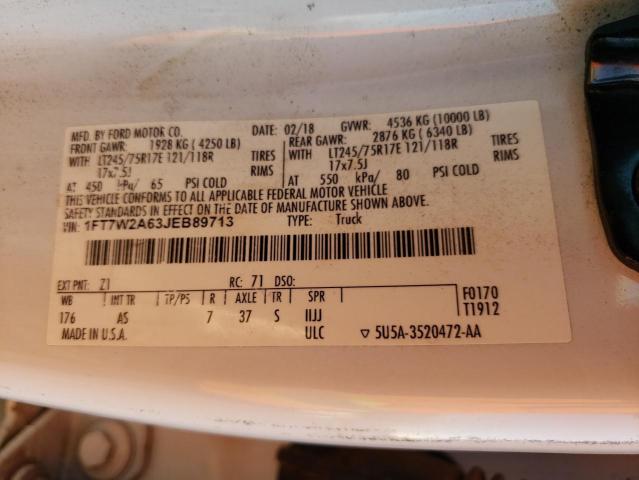 MFD. BY FORD MOTOR CO. DATE: 02/18 GVWR: 4536 KG (10000 LB)
FRONT GAWR: 1928 KG (4250 LB) REAR GAWR: 2876 KG (6340 LB)
WITH LT245/75R17E 121/118R TIRES WITH LT245/75R17E 121/118R TIRES
17x7.5J RIMS 17x7.5J RIMS
AT 450 kPa/ 65 PSI COLD AT 550 kPa/ 80 PSI COLD
THIS VEHICLE CONFORMS TO ALL APPLICABLE FEDERAL MOTOR VEHICLE
SAFETY STANDARDS IN EFFECT ON THE DATE OF MANUFACTURE SHOWN ABOVE.
VIN: 1FT7W2A63JEB89713 TYPE: Truck
EXT PNT: Z1 RC: 71 DSO: F0170
WB INT TR TP/PS R AXLE TR SPR T1912
176 AS 7 37 S IIJJ
MADE IN U.S.A. ULC ▽ 5U5A-3520472-AA